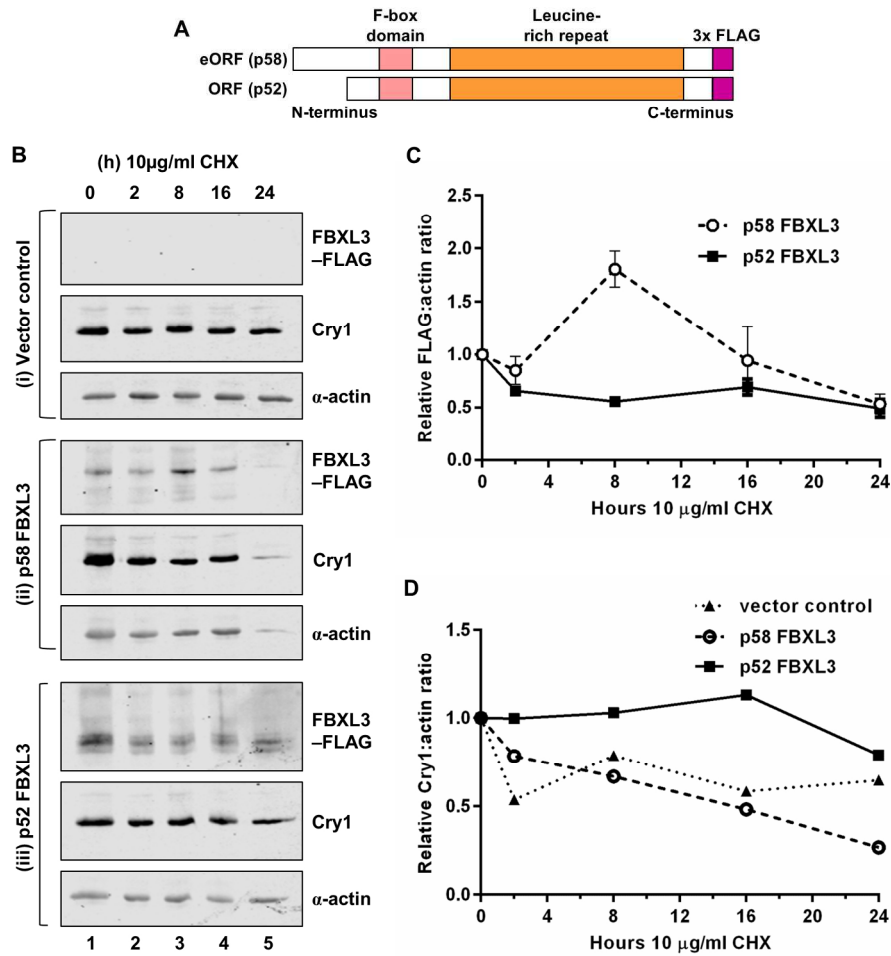 A
F-box domain
Leucine-rich repeat
3x FLAG
eORF (p58)
ORF (p52)
N-terminus
C-terminus
B
(h) 10µg/ml CHX
0 2 8 16 24
(i) Vector control
FBXL3
–FLAG
Cry1
α-actin
(ii) p58 FBXL3
FBXL3
–FLAG
Cry1
α-actin
(iii) p52 FBXL3
FBXL3
–FLAG
Cry1
α-actin
1 2 3 4 5
C
Relative FLAG:actin ratio
2.5
2.0
1.5
1.0
0.5
0.0
p58 FBXL3
p52 FBXL3
0 4 8 12 16 20 24
Hours 10 µg/ml CHX
D
Relative Cry1:actin ratio
1.5
1.0
0.5
0.0
vector control
p58 FBXL3
p52 FBXL3
0 4 8 12 16 20 24
Hours 10 µg/ml CHX